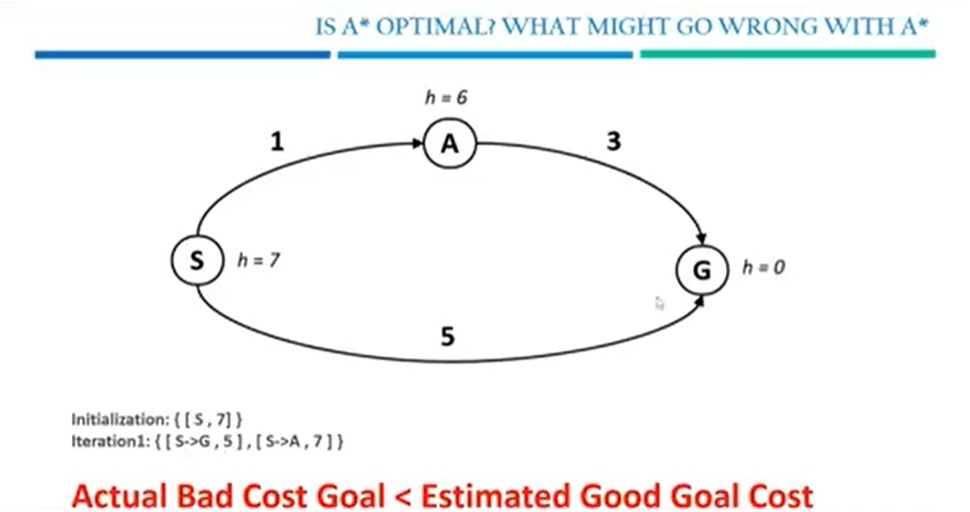 IS A* OPTIMAL? WHAT MIGHT GO WRONG WITH A*
h = 6
1
A
3
S
h = 7
G
h = 0
5
Initialization: { [ S , 7] }
Iteration1: { [ S->G , 5 ] , [ S->A , 7 ] }
Actual Bad Cost Goal < Estimated Good Goal Cost